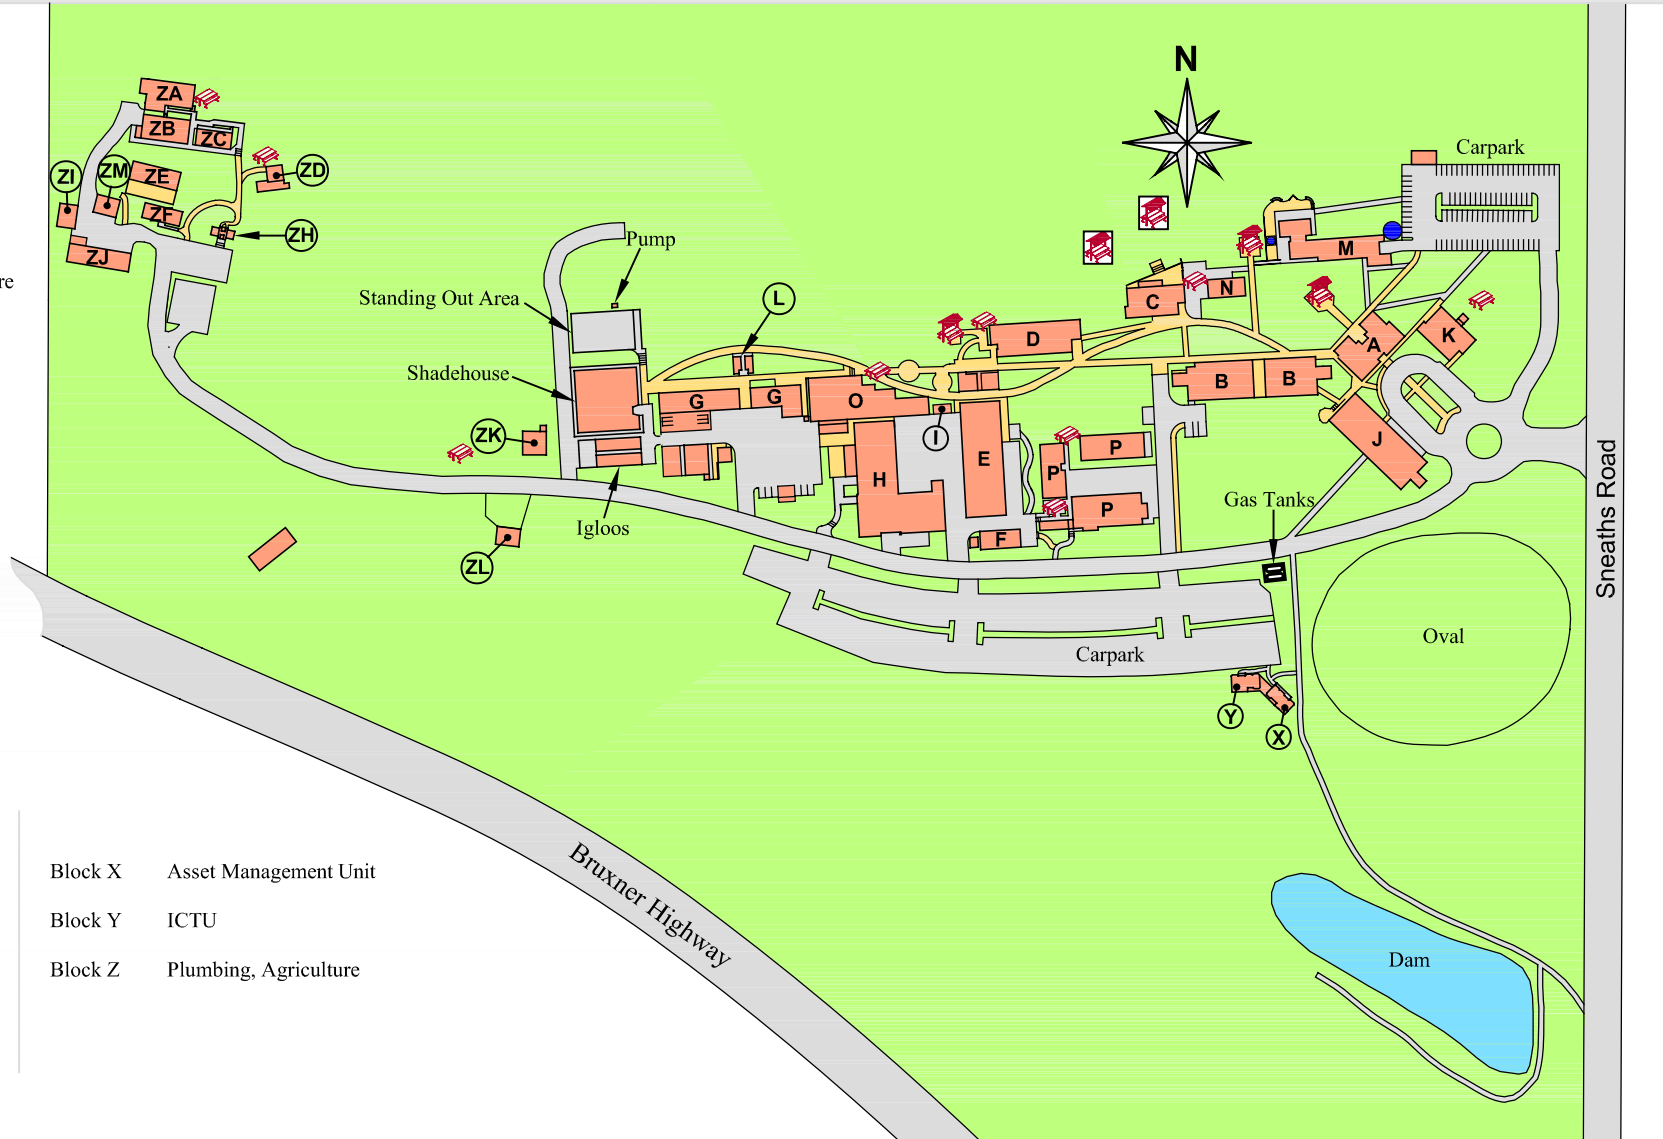 N
Carpark
ZA
ZB
ZC
ZI
ZM
ZE
ZD
ZF
ZH
ZJ
Pump
Standing Out Area
L
M
C
N
D
A
K
Shadehouse
G
G
O
B
B
ZK
I
P
J
Sneaths Road
E
P
H
Gas Tanks
P
Igloos
F
ZL
Oval
Carpark
Y
X
re
Bruxner Highway
Dam
Block X Asset Management Unit
Block Y ICTU
Block Z Plumbing, Agriculture